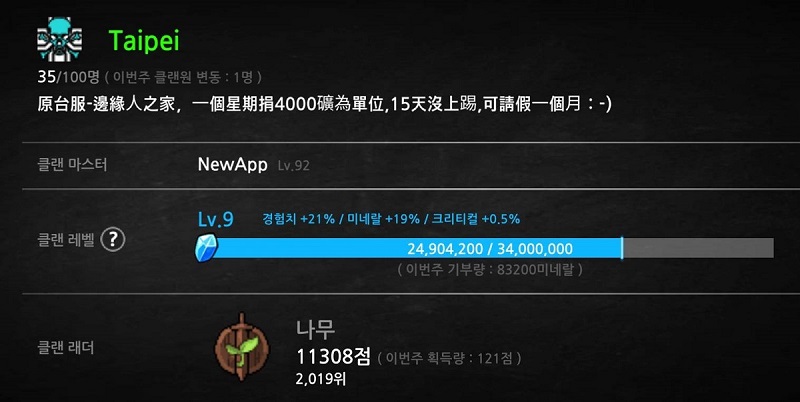 Taipei
35/100명 ( 이번주 클랜원 변동 : 1명 )
原台服-邊緣人之家, 一個星期捐4000礦為單位,15天沒上踢,可請假一個月 : -)
클랜 마스터 NewApp Lv.92
Lv.9 경험치 +21% / 미네랄 +19% / 크리티컬 +0.5%
클랜 레벨 ?
24,904,200 / 34,000,000
( 이번주 기부량 : 83200미네랄 )
나무
클랜 래더
11308점 ( 이번주 획득량 : 121점 )
2,019위